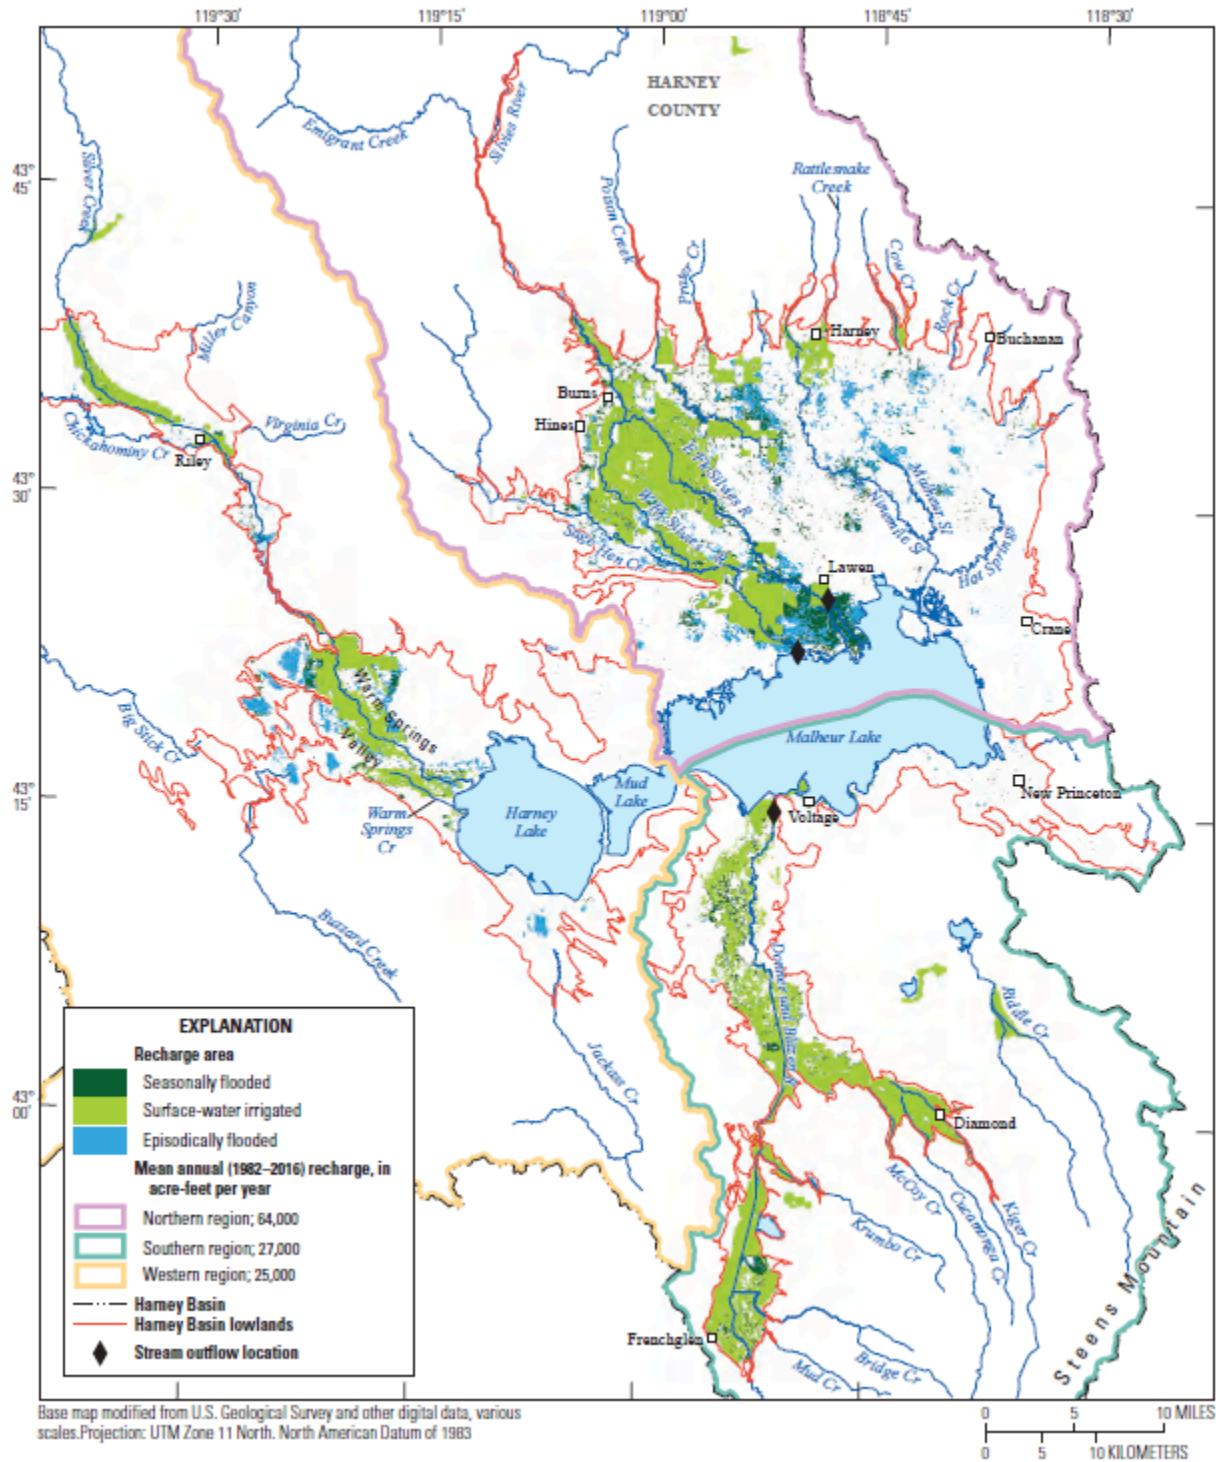 119°30'
119°15'
119°00'
118°45'
118°30'
HARNEY
COUNTY
Emigrant Creek
Silvies River
43°
45'
Silver Creek
Poison Creek
Rattlesnake
Creek
Prater Cr
Cow Cr
Rock Cr
Miller Canyon
Harney
Buchanan
Burns
Hines
Chickahominy Cr
Virginia Cr
Riley
43°
30'
E Fk Silvies R
W Fk Silvies R
Sage Hen Cr
Ninemile Sl
Malheur Sl
Hot Springs
Lawen
Crane
Warm Springs
Valley
Big Stick Cr
Malheur Lake
43°
15'
Mud
Lake
Harney
Lake
Warm
Springs
Cr
New Princeton
Voltage
Buzzard Creek
Donner und Blitzen R
Riddle Cr
Jackass Cr
43°
00'
Diamond
McCoy Cr
Cucamonga Cr
Kiger Cr
Krumbo Cr
Steens Mountain
Frenchglen
Bridge Cr
Mud Cr
EXPLANATION
Recharge area
Seasonally flooded
Surface-water irrigated
Episodically flooded
Mean annual (1982–2016) recharge, in
acre-feet per year
Northern region; 64,000
Southern region; 27,000
Western region; 25,000
Harney Basin
Harney Basin lowlands
Stream outflow location
Base map modified from U.S. Geological Survey and other digital data, various
scales.Projection: UTM Zone 11 North. North American Datum of 1983
0 5 10 MILES
0 5 10 KILOMETERS